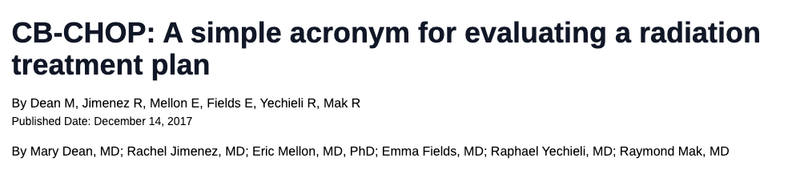 CB-CHOP: A simple acronym for evaluating a radiation
treatment plan
By Dean M, Jimenez R, Mellon E, Fields E, Yechieli R, Mak R
Published Date: December 14, 2017
By Mary Dean, MD; Rachel Jimenez, MD; Eric Mellon, MD, PhD; Emma Fields, MD; Raphael Yechieli, MD; Raymond Mak, MD